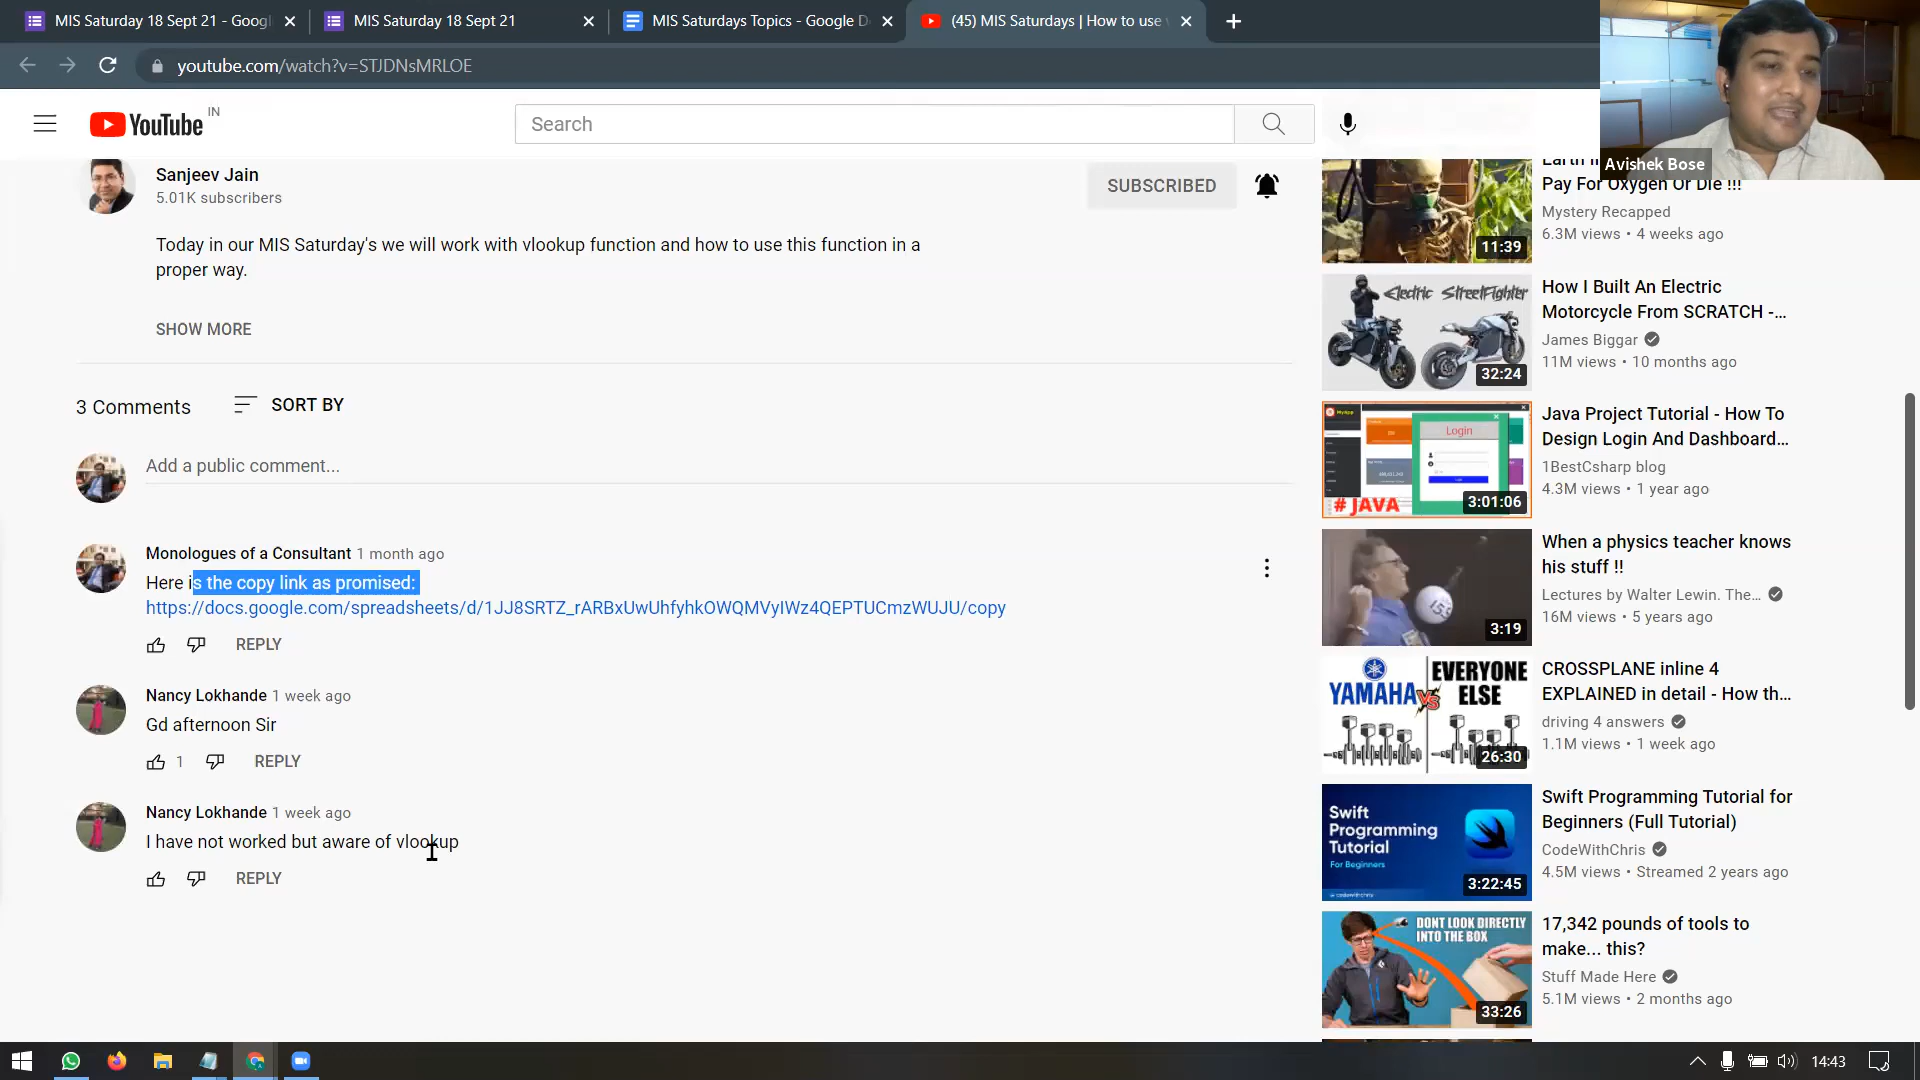 MIS Saturday 18 Sept 21 - Googl
MIS Saturday 18 Sept 21
MIS Saturdays Topics - Google D
(45) MIS Saturdays | How to use
youtube.com/watch?v=STJDNsMRLOE
YouTube IN
Search
Avishek Bose
Sanjeev Jain
5.01K subscribers
SUBSCRIBED
Today in our MIS Saturday's we will work with vlookup function and how to use this function in a
proper way.
SHOW MORE
3 Comments
SORT BY
Add a public comment...
Monologues of a Consultant 1 month ago
Here is the copy link as promised:
https://docs.google.com/spreadsheets/d/1JJ8SRTZ_rARBxUwUhfyhkOWQMVyIWz4QEPTUCmzWUJU/copy
REPLY
Nancy Lokhande 1 week ago
Gd afternoon Sir
1
REPLY
Nancy Lokhande 1 week ago
I have not worked but aware of vlookup
REPLY
Pay For Oxygen Or Die !!!
Mystery Recapped
6.3M views • 4 weeks ago
11:39
Electric StreetFighter
32:24
How I Built An Electric
Motorcycle From SCRATCH -...
James Biggar
11M views • 10 months ago
MyApp
Login
# JAVA
3:01:06
Java Project Tutorial - How To
Design Login And Dashboard...
1BestCsharp blog
4.3M views • 1 year ago
3:19
When a physics teacher knows
his stuff !!
Lectures by Walter Lewin. The...
16M views • 5 years ago
YAMAHA VS EVERYONE
ELSE
26:30
CROSSPLANE inline 4
EXPLAINED in detail - How th...
driving 4 answers
1.1M views • 1 week ago
Swift
Programming
Tutorial
For Beginners
3:22:45
Swift Programming Tutorial for
Beginners (Full Tutorial)
CodeWithChris
4.5M views • Streamed 2 years ago
DONT LOOK DIRECTLY
INTO THE BOX
33:26
17,342 pounds of tools to
make... this?
Stuff Made Here
5.1M views • 2 months ago
14:43